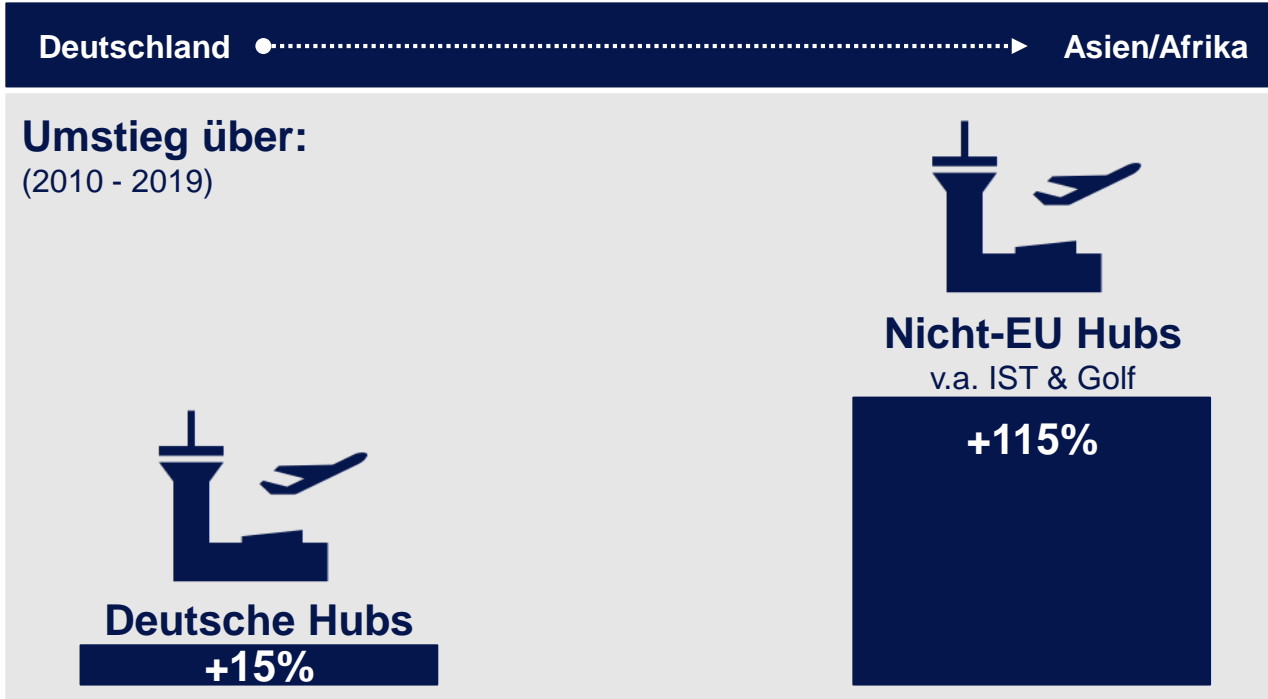 Deutschland
Asien/Afrika
Umstieg über:
(2010 - 2019)
Nicht-EU Hubs
v.a. IST & Golf
+115%
Deutsche Hubs
+15%